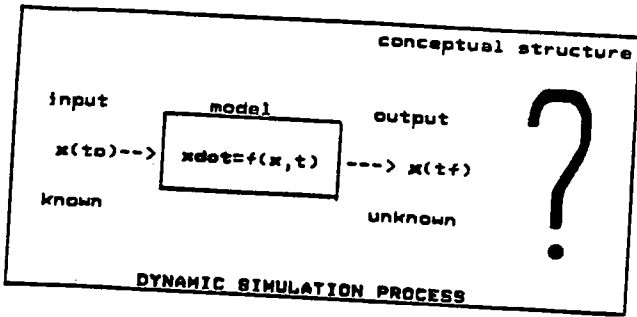 conceptual structure
input model output
x(to)--> xdot=f(x,t) ---> x(tf)
known unknown
?
DYNAMIC SIMULATION PROCESS